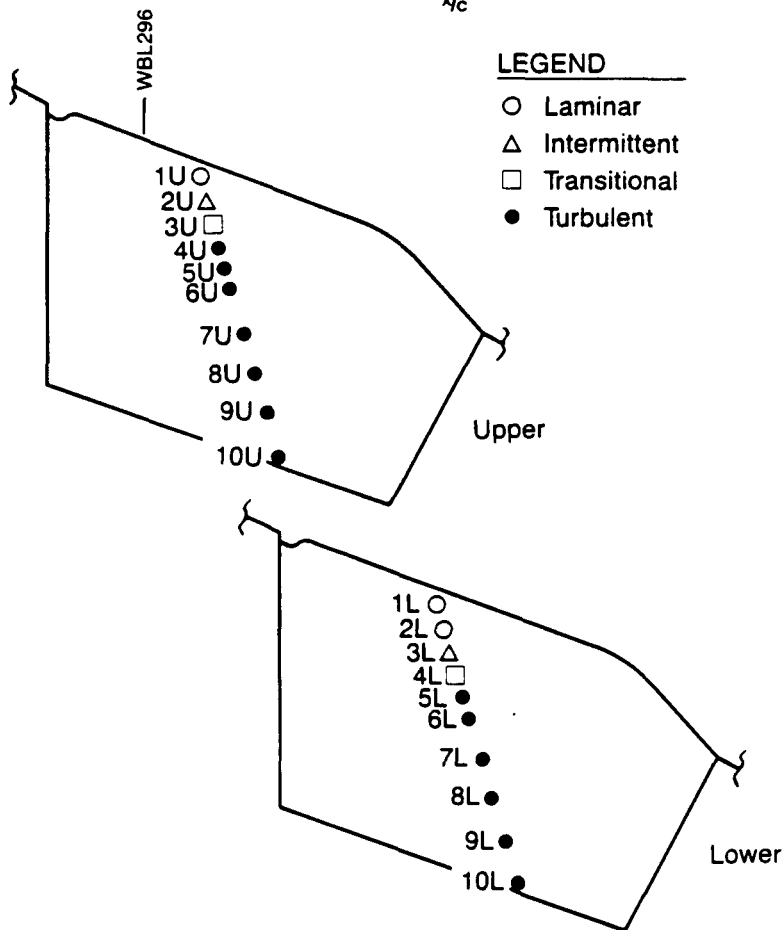 x/c
WBL296
LEGEND
Laminar
Intermittent
Transitional
Turbulent
1U
2U
3U
4U
5U
6U
7U
8U
9U
10U
Upper
1L
2L
3L
4L
5L
6L
7L
8L
9L
10L
Lower